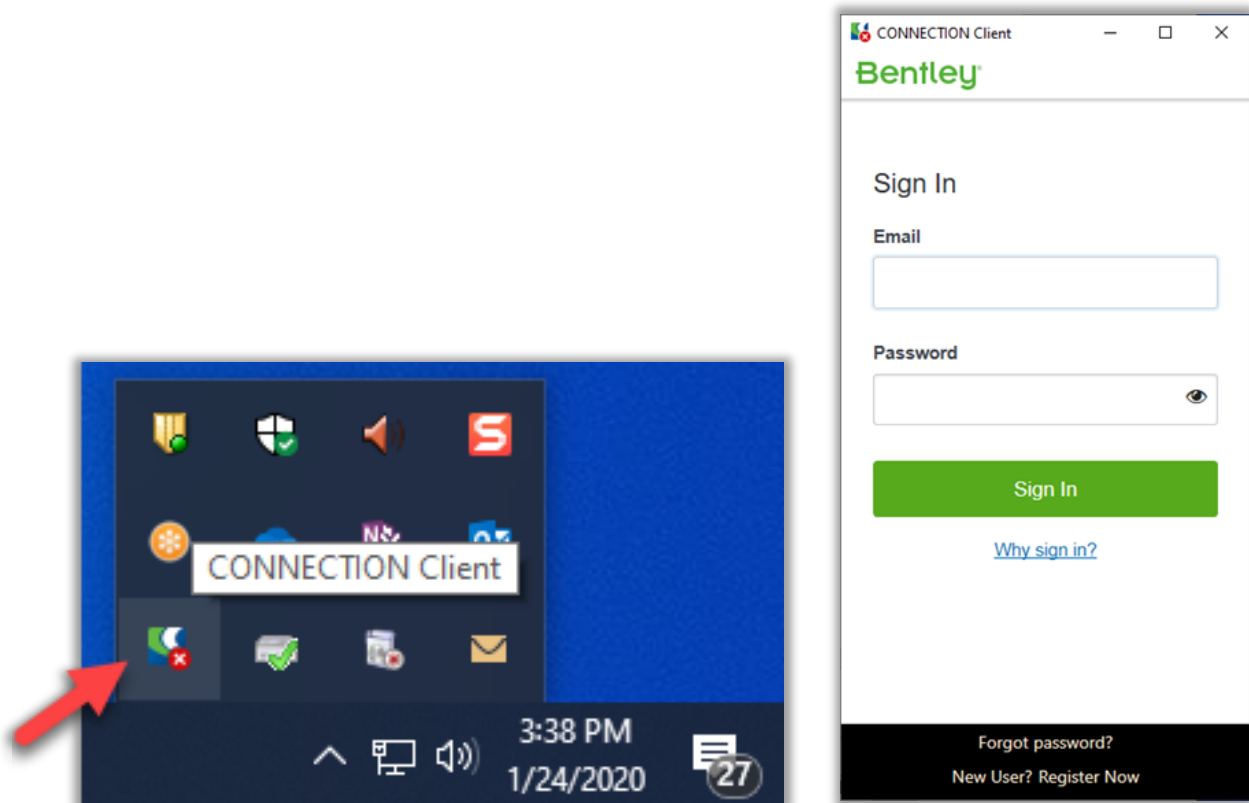 CONNECTION Client
3:38 PM
1/24/2020
27
CONNECTION Client
Bentley
Sign In
Email
Password
Sign In
Why sign in?
Forgot password?
New User? Register Now